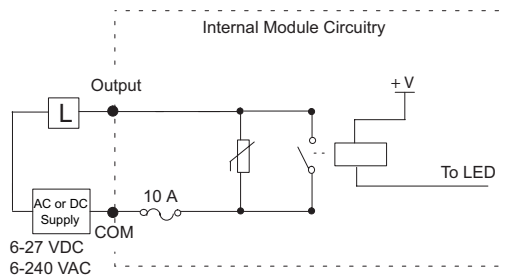 Internal Module Circuitry
Output
+ V
L
To LED
AC or DC
Supply
10 A
COM
6-27 VDC
6-240 VAC